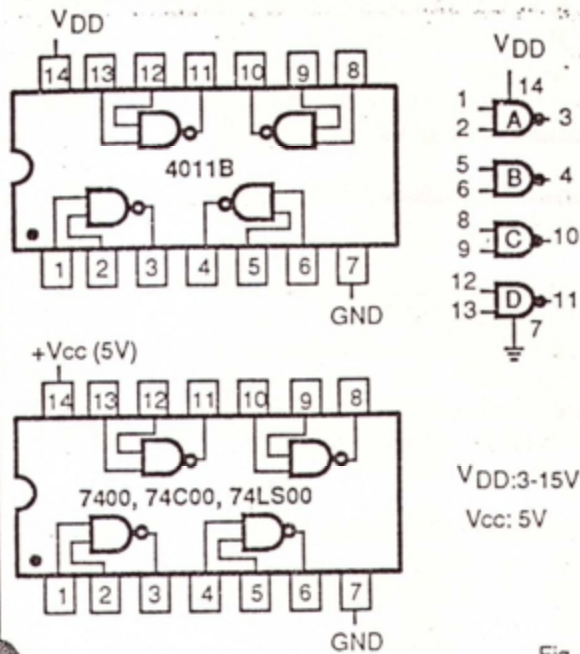 VDD
14 13 12 11 10 9 8
4011B
1 2 3 4 5 6 7
GND
VDD
14
1
2
A
3
5
6
B
4
8
9
C
10
12
13
D
11
7
+Vcc (5V)
14 13 12 11 10 9 8
7400, 74C00, 74LS00
1 2 3 4 5 6 7
GND
VDD:3-15V
Vcc: 5V
Fig